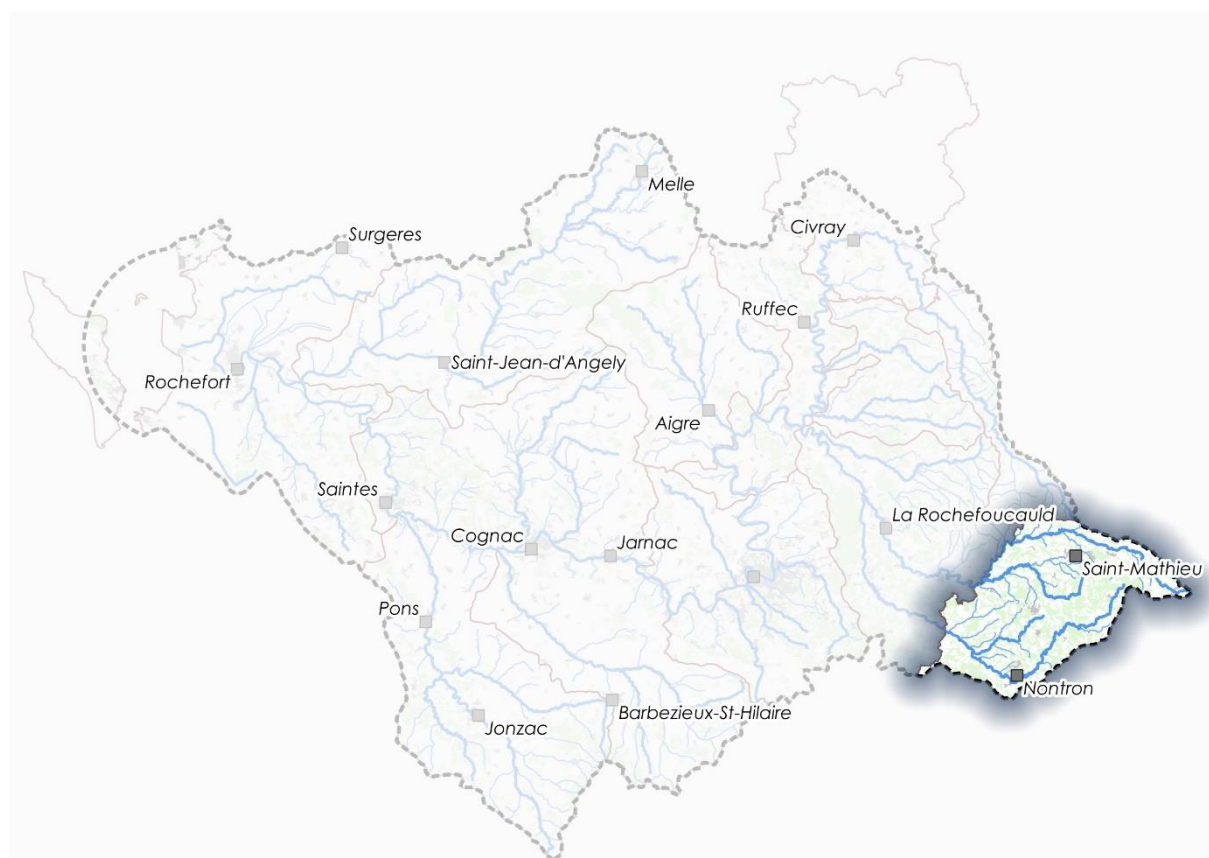 Melle
Civray
Surgeres
Ruffec
Saint-Jean-d'Angely
Rochefort
Aigre
Saintes
La Rochefoucauld
Cognac
Jarnac
Saint-Mathieu
Pons
Nontron
Barbezieux-St-Hilaire
Jonzac